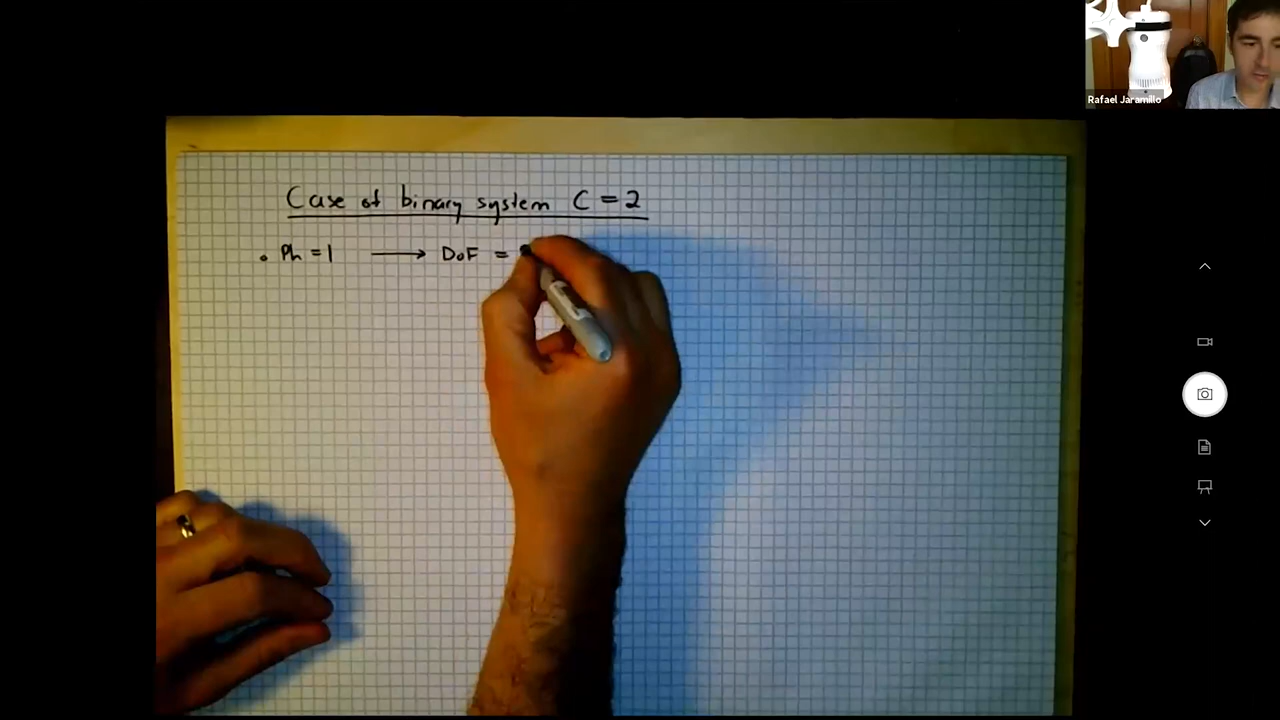 Rafael Jaramillo
Case of binary system C = 2
• Ph = 1 ⟶ DoF =